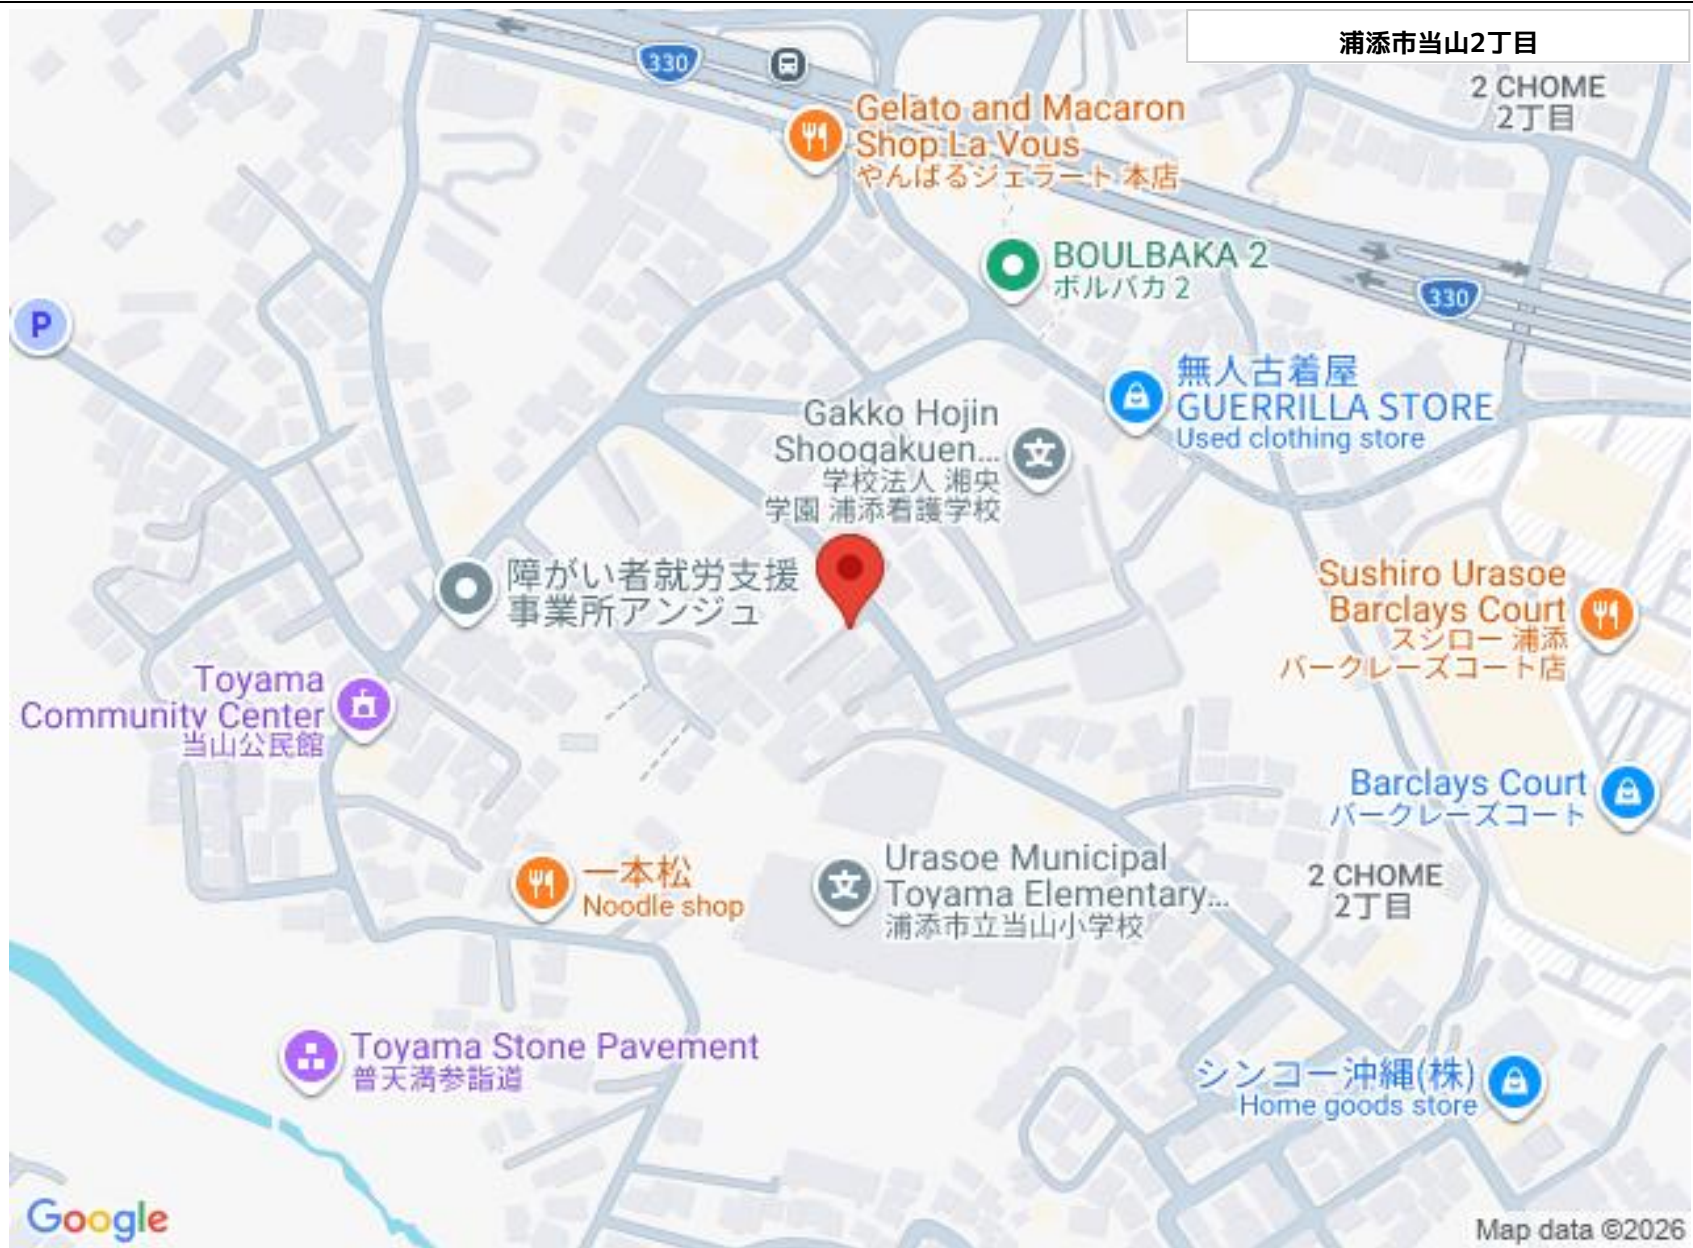 浦添市当山2丁目
330
2 CHOME
2丁目
Gelato and Macaron
Shop La Vous
やんばるジェラート 本店
BOULBAKA 2
ボルバカ 2
330
P
無人古着屋
GUERRILLA STORE
Used clothing store
Gakko Hojin
Shoogakuen...
学校法人 湘央
学園 浦添看護学校
障がい者就労支援
事業所アンジュ
Sushiro Urasoe
Barclays Court
スシロー 浦添
バークレーズコート店
Toyama
Community Center
当山公民館
Barclays Court
バークレーズコート
一本松
Noodle shop
Urasoe Municipal
Toyama Elementary...
浦添市立当山小学校
2 CHOME
2丁目
Toyama Stone Pavement
普天満参詣道
シンコー沖縄(株)
Home goods store
Google
Map data ©2026